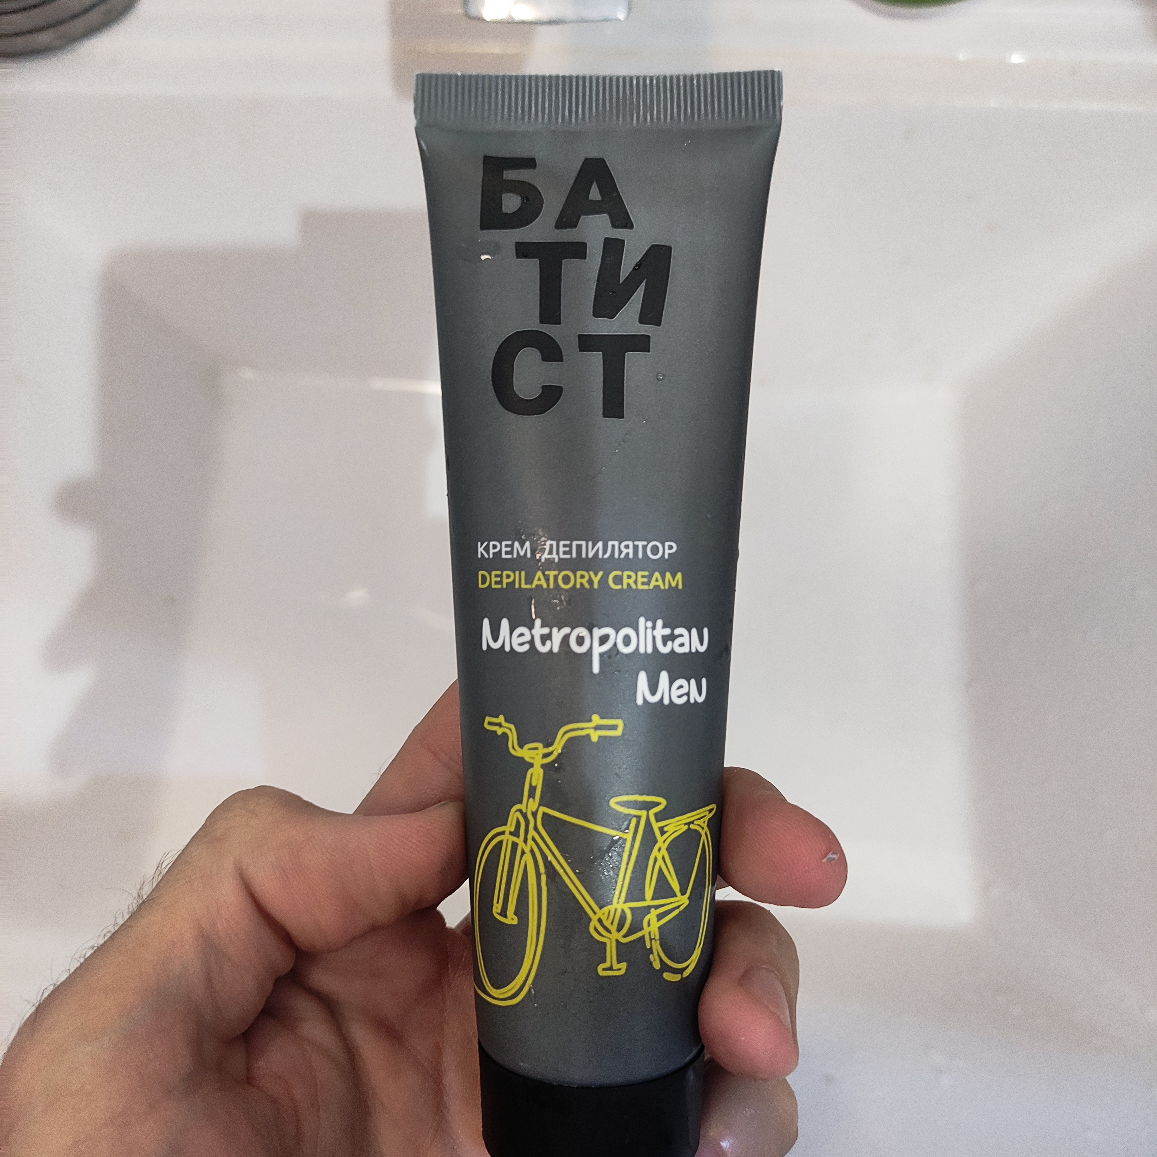 БА
ТИ
СТ
КРЕМ ДЕПИЛЯТОР
DEPILATORY CREAM
Metropolitan
Men